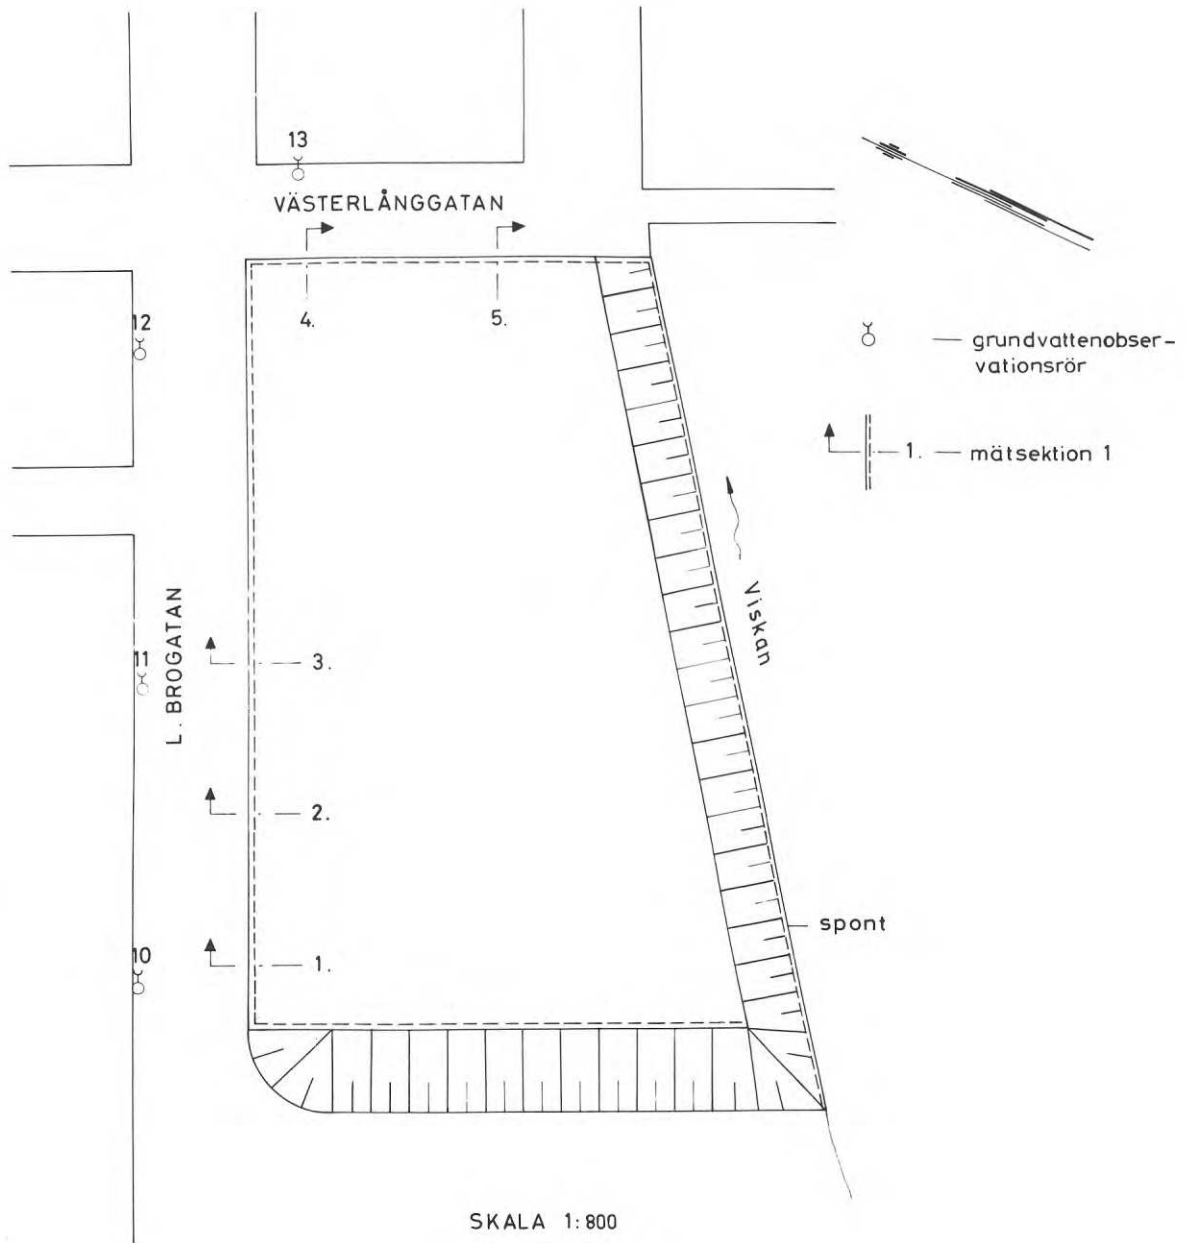 13
VÄSTERLÅNGGATAN
4.
5.
12
grundvattenobser-
vationsrör
1. — mätsektion 1
Viskan
11
L. BROGATAN
3.
2.
spont
10
1.
SKALA 1:800